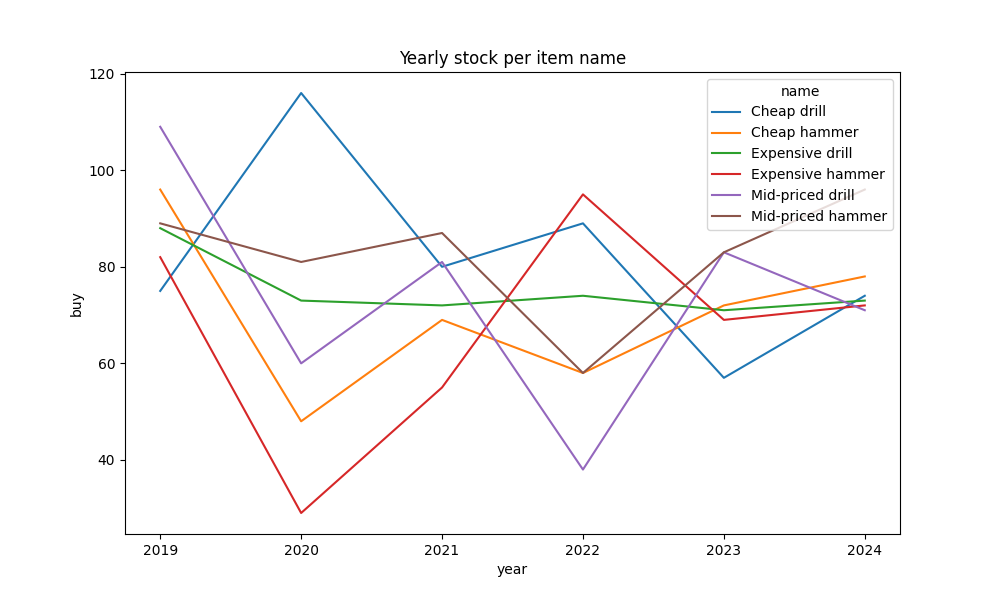 Yearly stock per item name
name
Cheap drill
Cheap hammer
Expensive drill
Expensive hammer
Mid-priced drill
Mid-priced hammer
120
100
80
60
40
buy
2019 2020 2021 2022 2023 2024
year